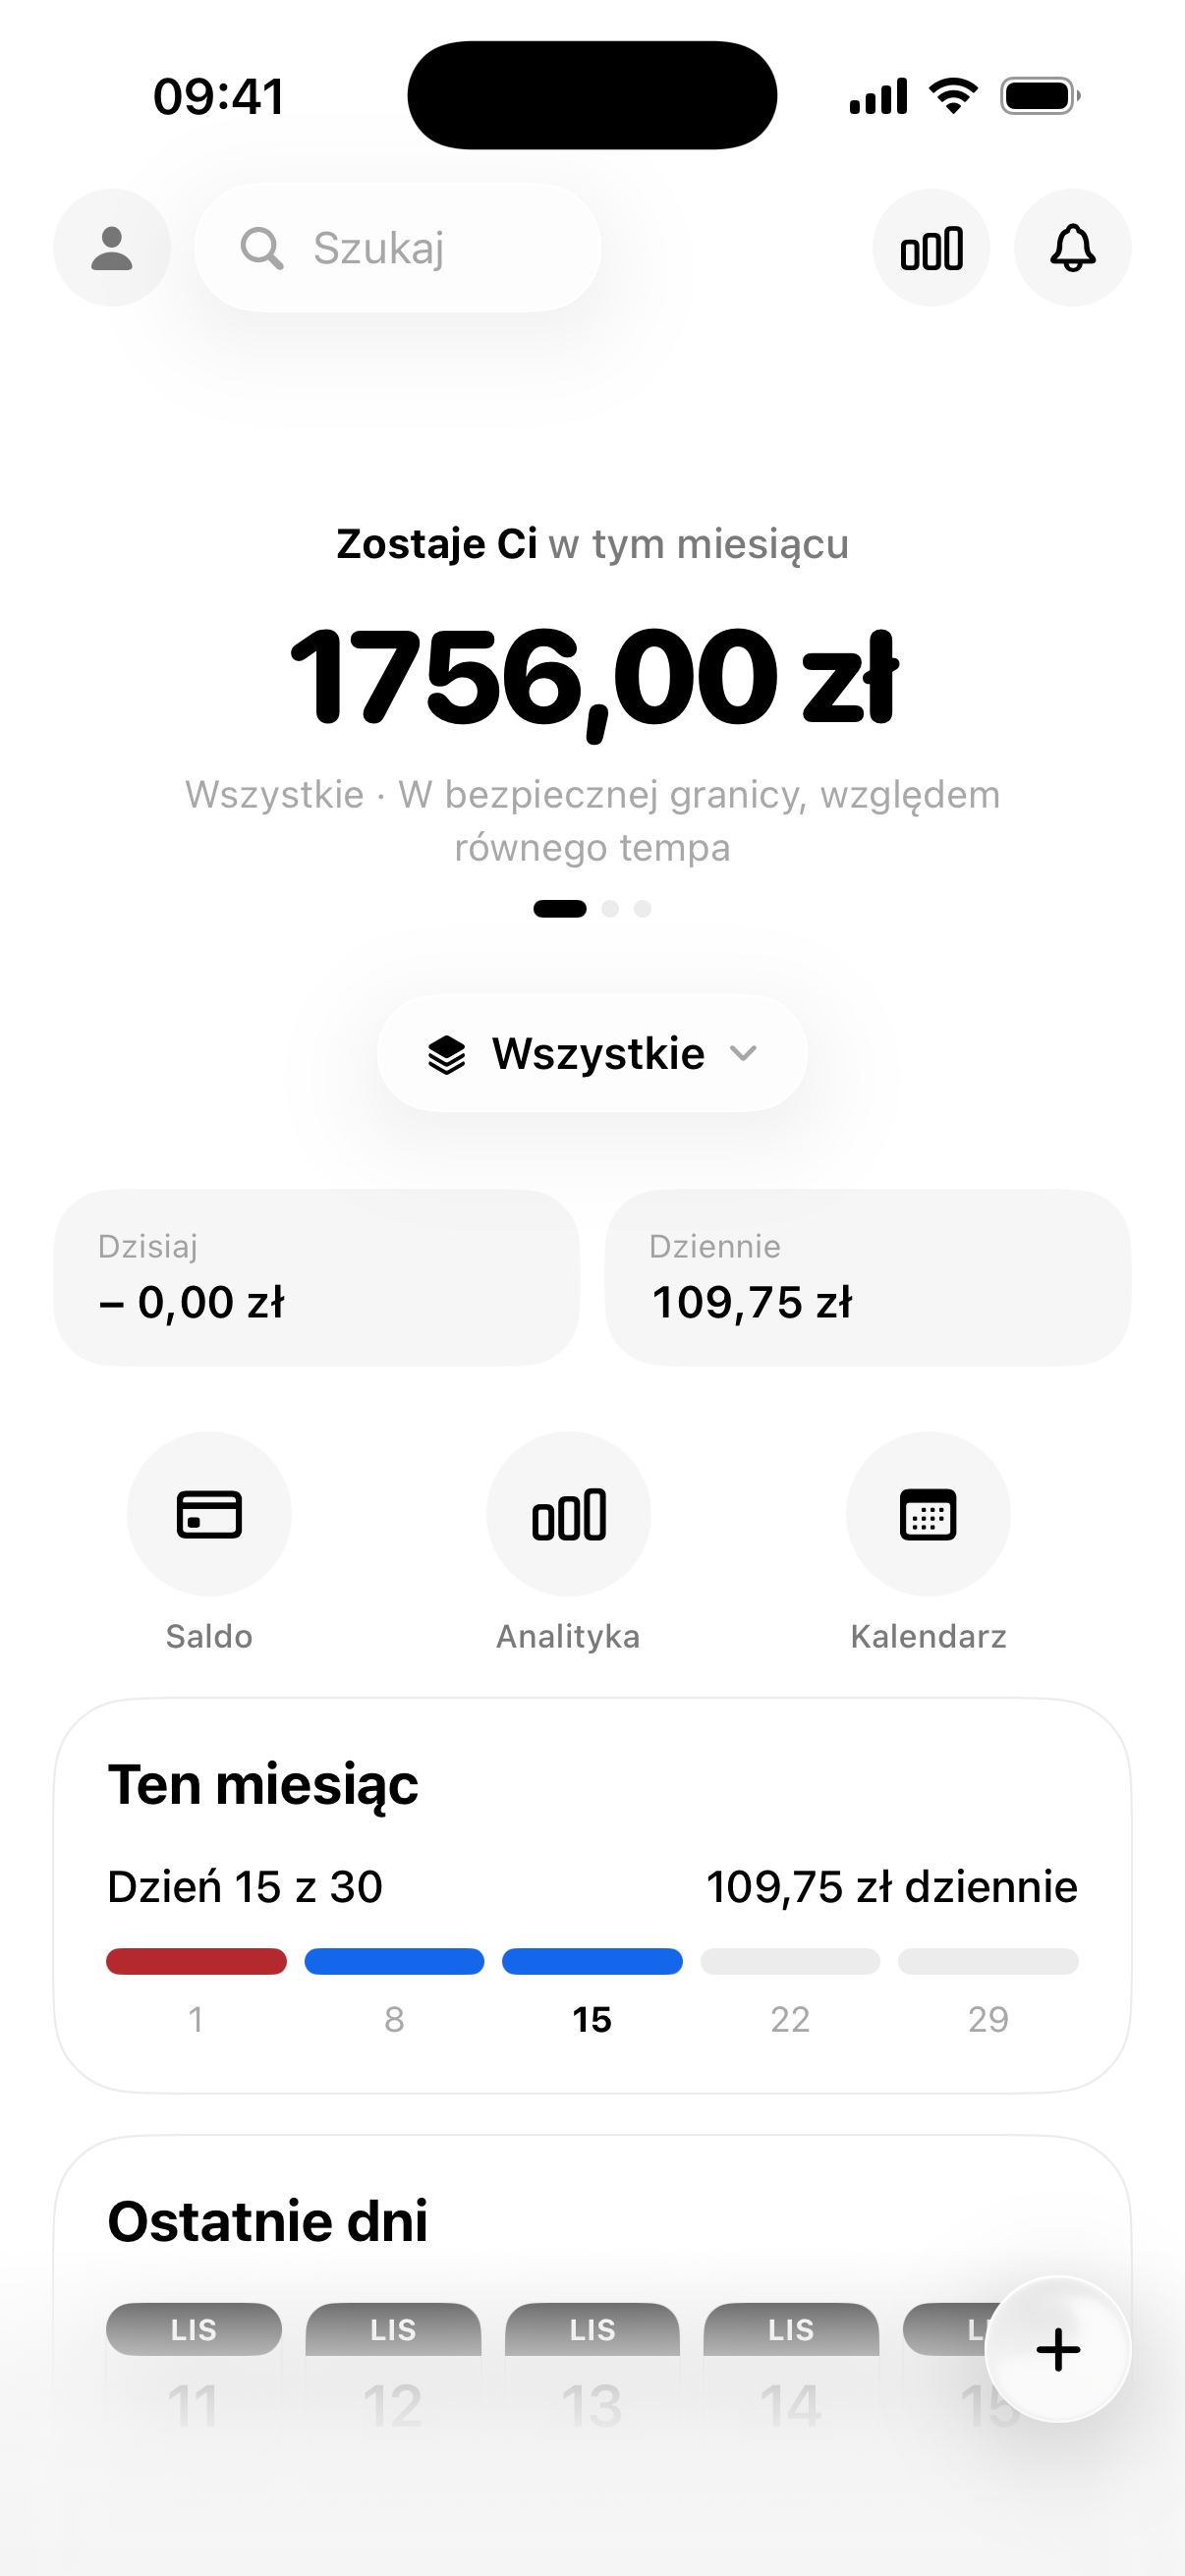 09:41
Szukaj
Zostaje Ci w tym miesiącu
1756,00 zł
Wszystkie · W bezpiecznej granicy, względem
równego tempa
Wszystkie
Dzisiaj
– 0,00 zł
Dziennie
109,75 zł
Saldo
Analityka
Kalendarz
Ten miesiąc
Dzień 15 z 30
109,75 zł dziennie
1
8
15
22
29
Ostatnie dni
LIS
LIS
LIS
LIS
11
12
13
14
15